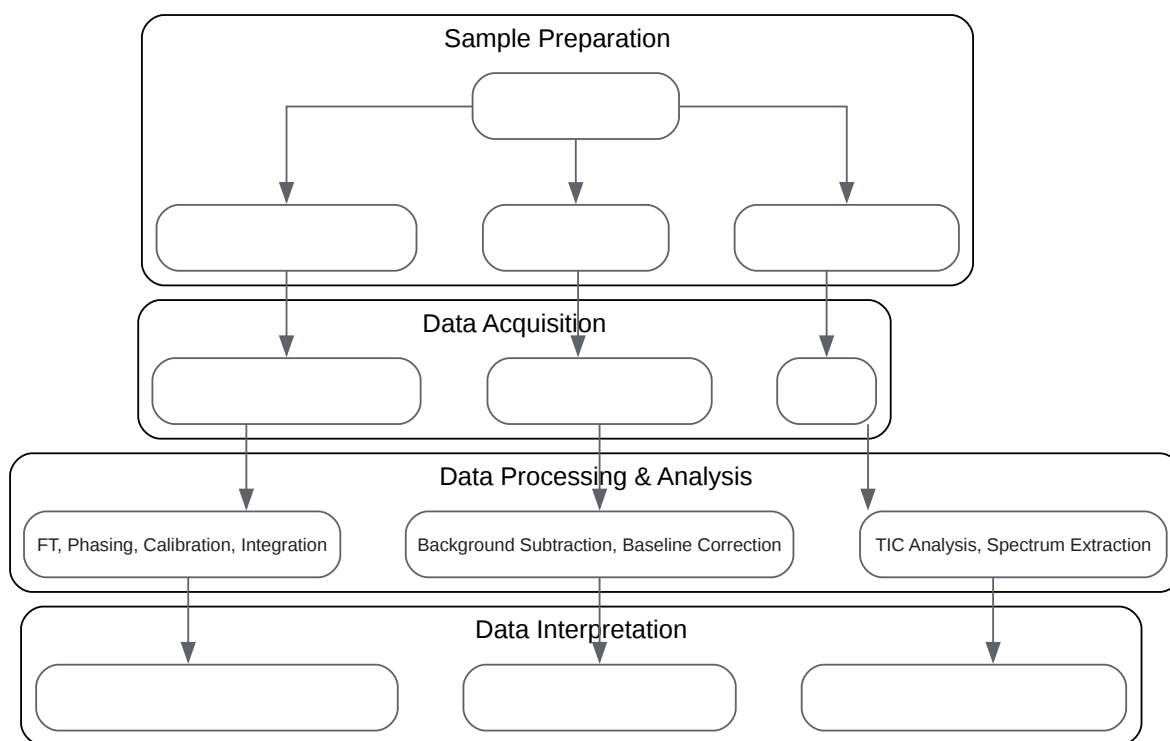 Sample Preparation
Data Acquisition
Data Processing & Analysis
FT, Phasing, Calibration, Integration
Background Subtraction, Baseline Correction
TIC Analysis, Spectrum Extraction
Data Interpretation